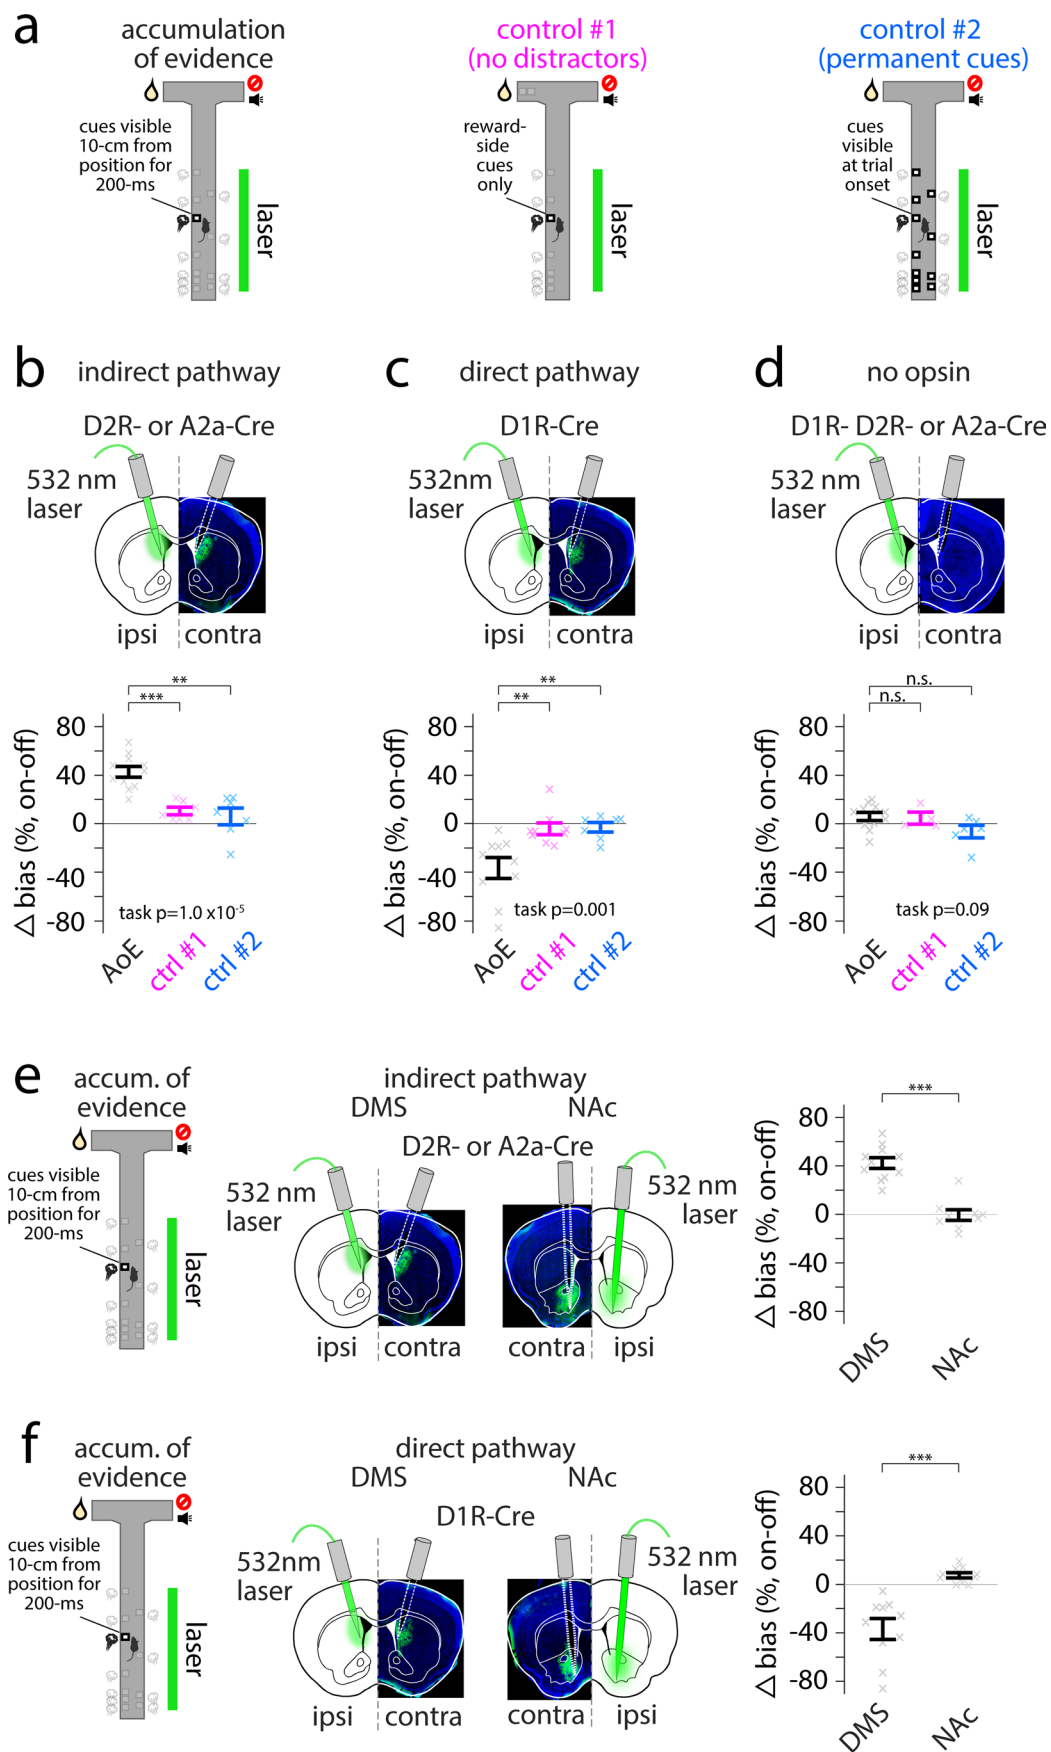 a
accumulation
of evidence
cues visible
10-cm from
position for
200-ms
laser
control #1
(no distractors)
reward-
side
cues
only
laser
control #2
(permanent cues)
cues
visible
at trial
onset
laser
b
indirect pathway
D2R- or A2a-Cre
532 nm
laser
ipsi
contra
**
***
Δ bias (%, on-off)
80
40
0
-40
-80
task p=1.0 x10-5
AoE
ctrl #1
ctrl #2
c
direct pathway
D1R-Cre
532nm
laser
ipsi
contra
**
**
Δ bias (%, on-off)
80
40
0
-40
-80
task p=0.001
AoE
ctrl #1
ctrl #2
d
no opsin
D1R- D2R- or A2a-Cre
532 nm
laser
ipsi
contra
n.s.
n.s.
Δ bias (%, on-off)
80
40
0
-40
-80
task p=0.09
AoE
ctrl #1
ctrl #2
e
accum. of
evidence
cues visible
10-cm from
position for
200-ms
laser
indirect pathway
DMS
NAc
D2R- or A2a-Cre
532 nm
laser
532 nm
laser
ipsi
contra
contra
ipsi
***
Δ bias (%, on-off)
80
40
0
-40
-80
DMS
NAc
f
accum. of
evidence
cues visible
10-cm from
position for
200-ms
laser
direct pathway
DMS
NAc
D1R-Cre
532nm
laser
532 nm
laser
ipsi
contra
contra
ipsi
***
Δ bias (%, on-off)
80
40
0
-40
-80
DMS
NAc